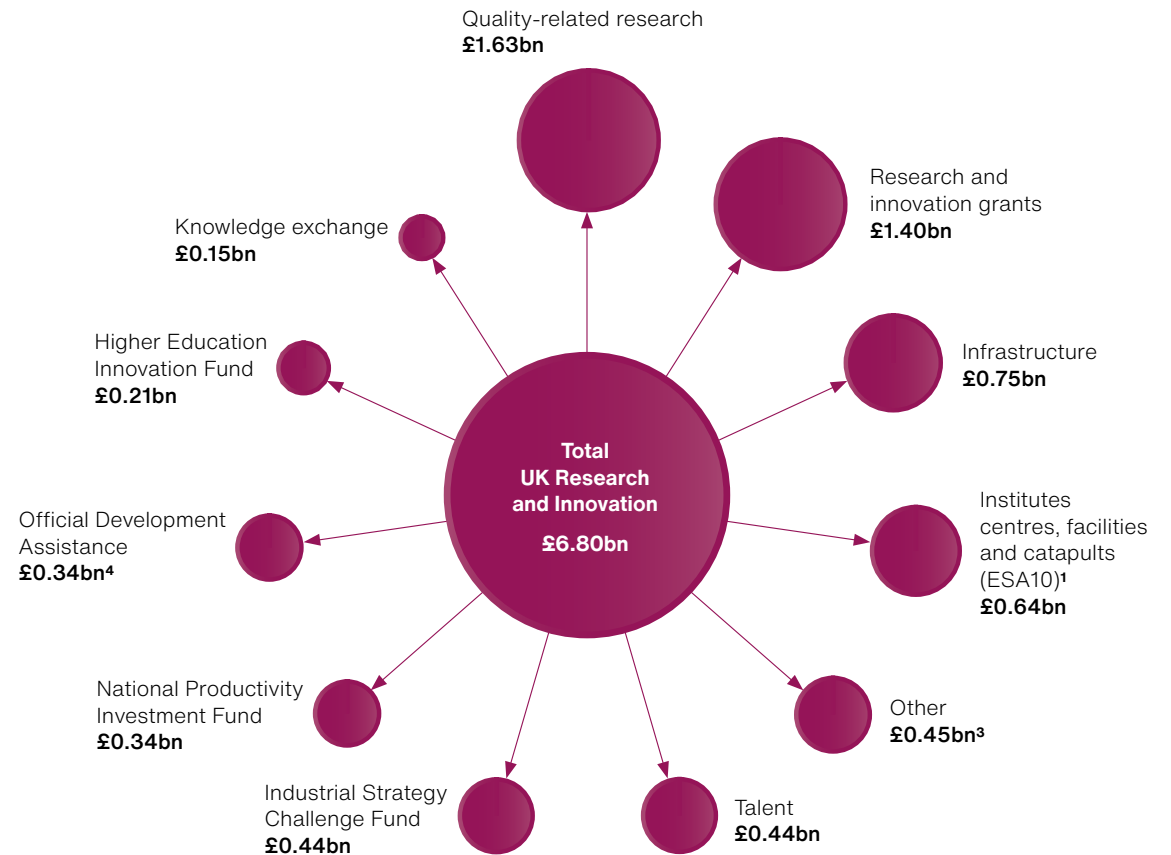 Quality-related research
£1.63bn
Research and
innovation grants
£1.40bn
Knowledge exchange
£0.15bn
Higher Education
Innovation Fund
£0.21bn
Infrastructure
£0.75bn
Total
UK Research
and Innovation
£6.80bn
Institutes
centres, facilities
and catapults
(ESA10)¹
£0.64bn
Official Development
Assistance
£0.34bn⁴
National Productivity
Investment Fund
£0.34bn
Other
£0.45bn³
Industrial Strategy
Challenge Fund
£0.44bn
Talent
£0.44bn